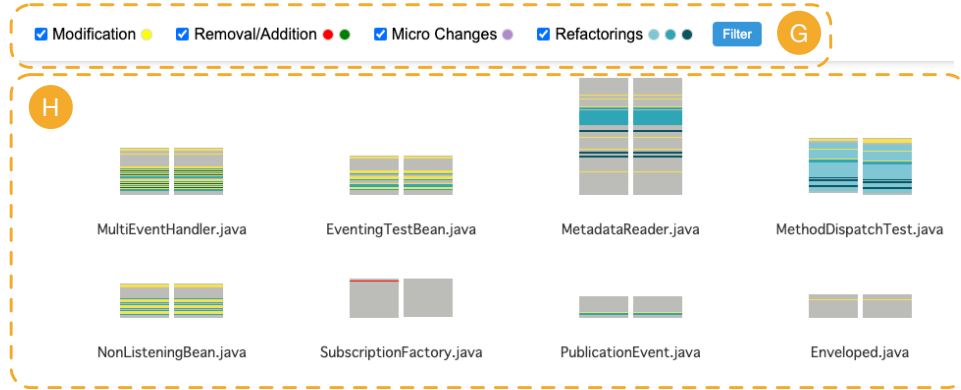 Modification Removal/Addition Micro Changes Refactorings Filter G
H
MultiEventHandler.java EventingTestBean.java MetadataReader.java MethodDispatchTest.java
NonListeningBean.java SubscriptionFactory.java PublicationEvent.java Enveloped.java